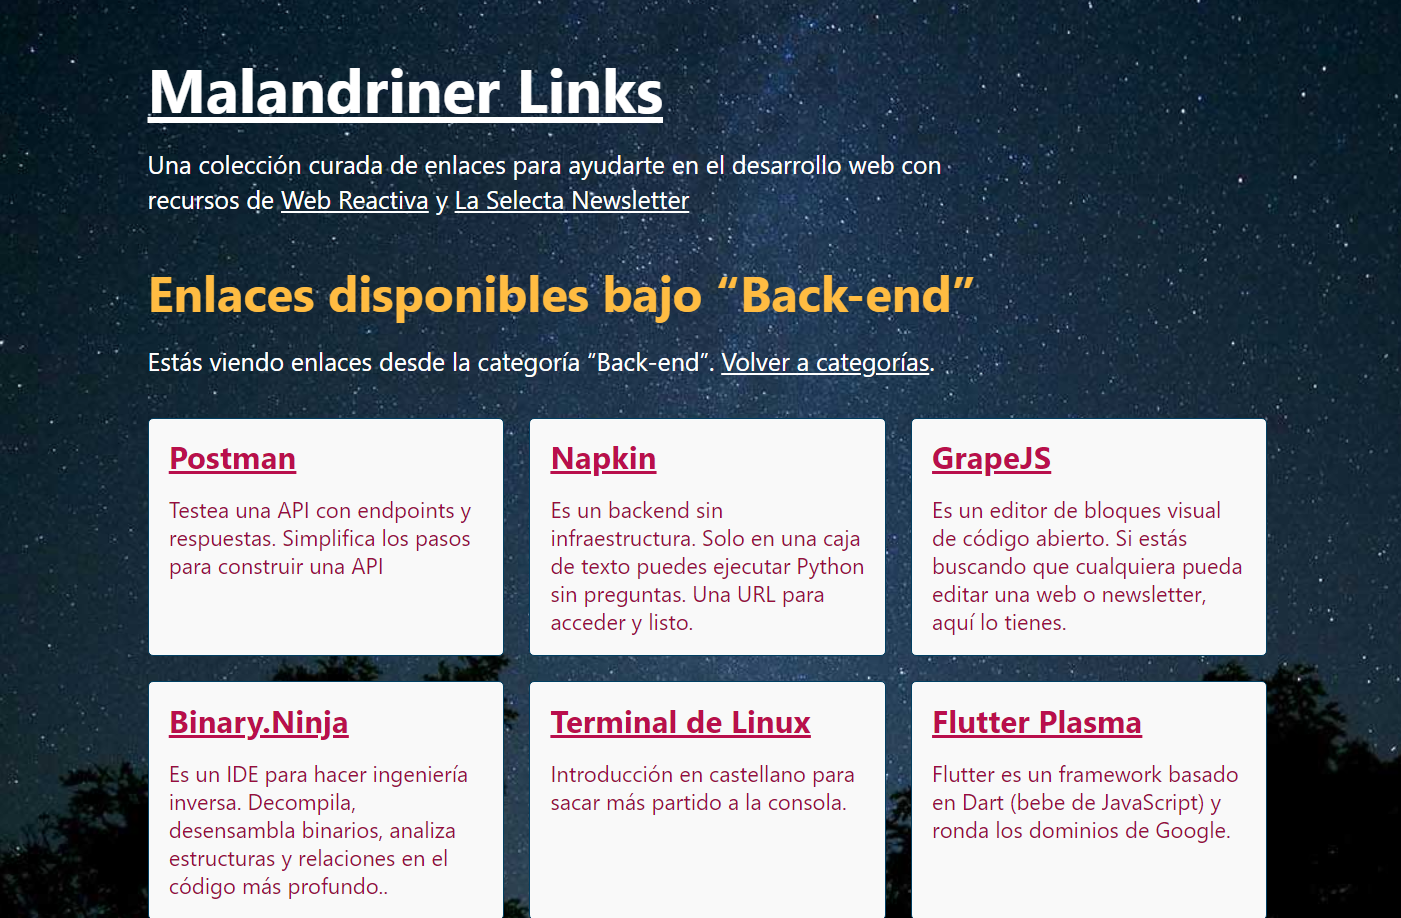 Malandriner Links
Una colección curada de enlaces para ayudarte en el desarrollo web con
recursos de Web Reactiva y La Selecta Newsletter
Enlaces disponibles bajo “Back-end”
Estás viendo enlaces desde la categoría “Back-end”. Volver a categorías.
Postman
Testea una API con endpoints y
respuestas. Simplifica los pasos
para construir una API
Napkin
Es un backend sin
infraestructura. Solo en una caja
de texto puedes ejecutar Python
sin preguntas. Una URL para
acceder y listo.
GrapeJS
Es un editor de bloques visual
de código abierto. Si estás
buscando que cualquiera pueda
editar una web o newsletter,
aquí lo tienes.
Binary.Ninja
Es un IDE para hacer ingeniería
inversa. Decompila,
desensambla binarios, analiza
estructuras y relaciones en el
código más profundo..
Terminal de Linux
Introducción en castellano para
sacar más partido a la consola.
Flutter Plasma
Flutter es un framework basado
en Dart (bebe de JavaScript) y
ronda los dominios de Google.